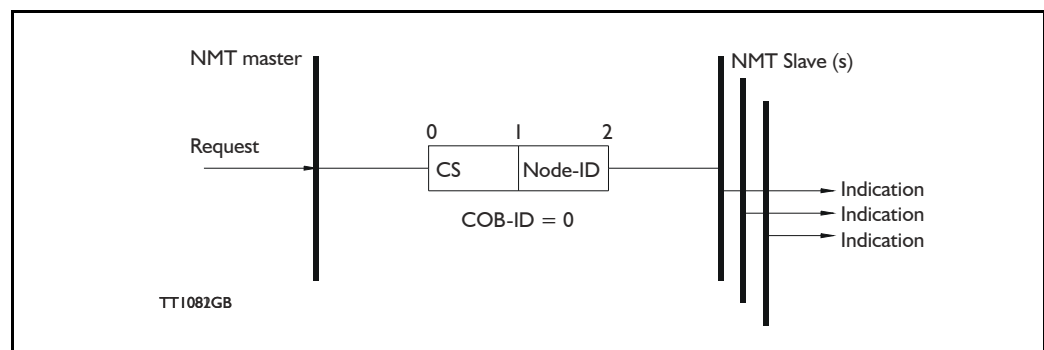 NMT master
NMT Slave (s)
0 1 2
Request
CS
Node-ID
COB-ID = 0
Indication
Indication
Indication
TT1082GB